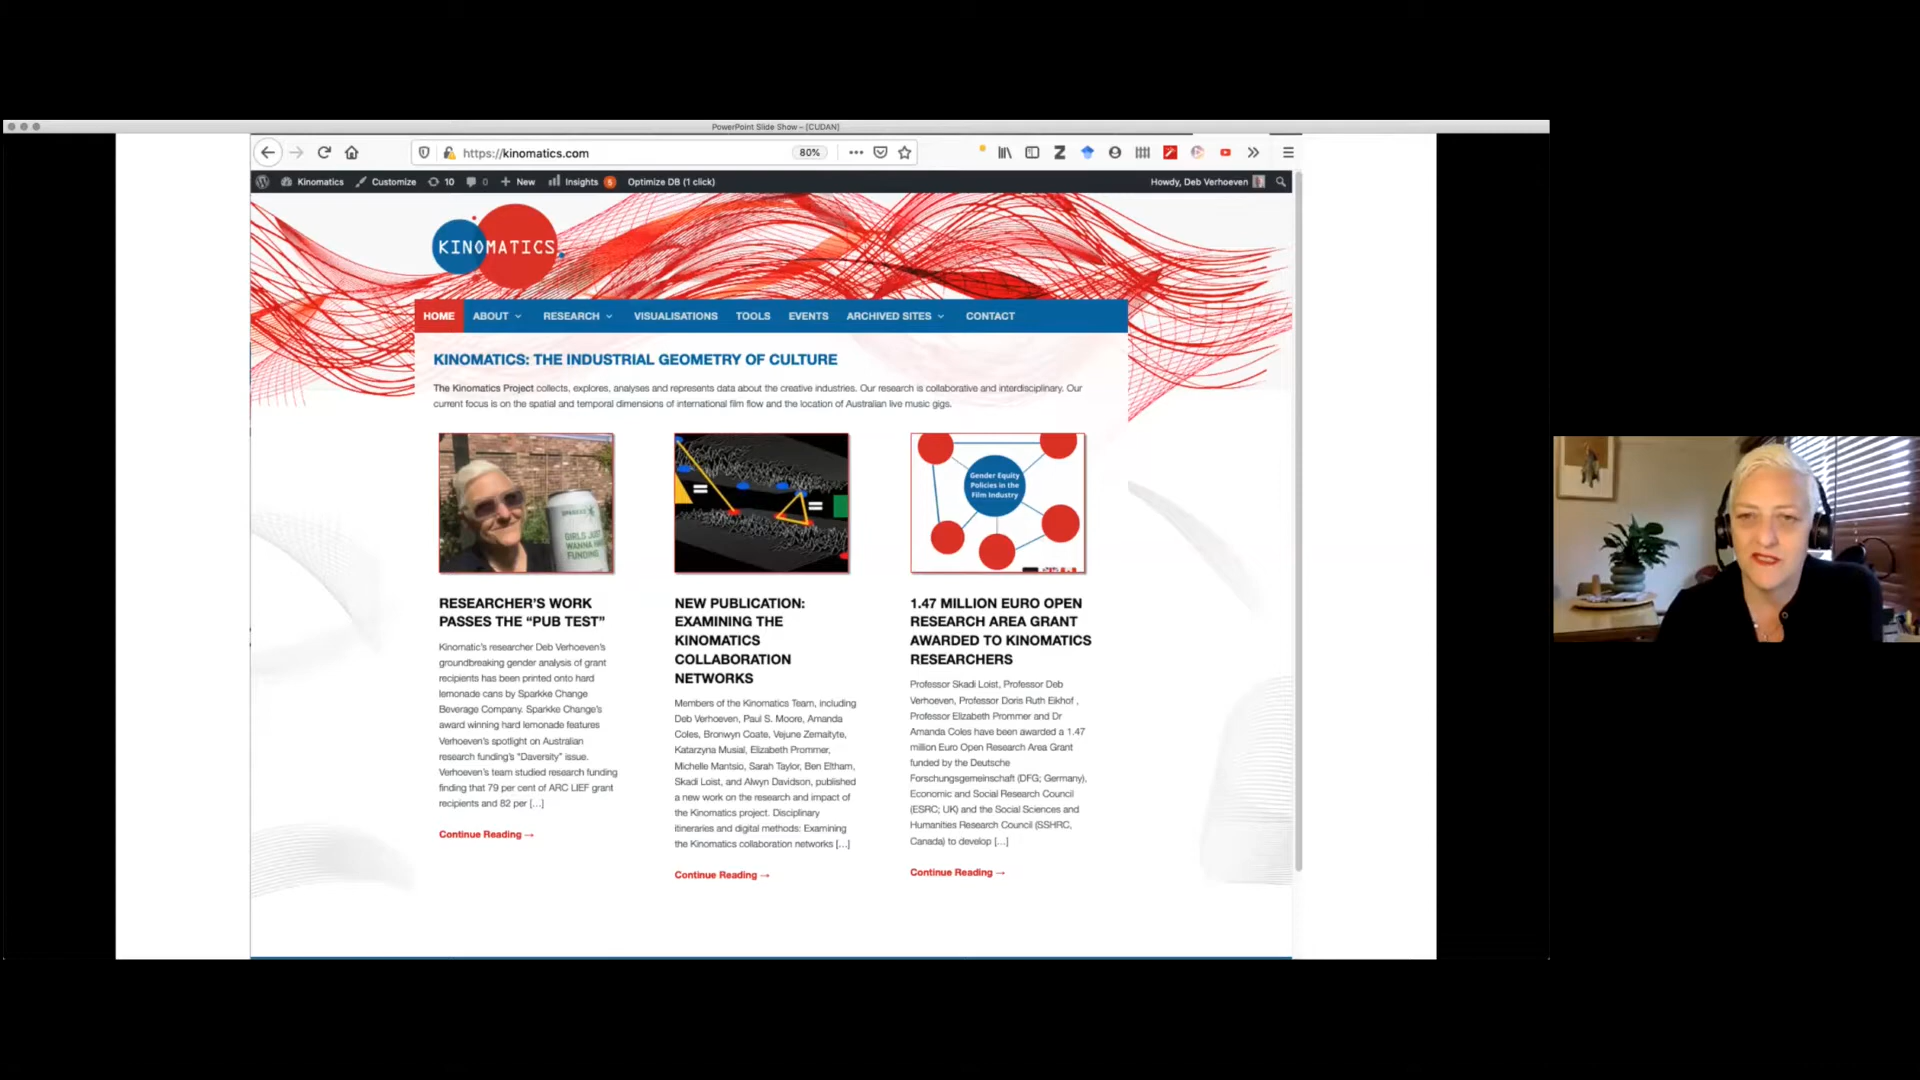 PowerPoint Slide Show – [CUDAN]
https://kinomatics.com
80%
Kinomatics
Customize
10
0
New
Insights
5
Optimize DB (1 click)
Howdy, Deb Verhoeven
KINOMATICS
HOME
ABOUT
RESEARCH
VISUALISATIONS
TOOLS
EVENTS
ARCHIVED SITES
CONTACT
KINOMATICS: THE INDUSTRIAL GEOMETRY OF CULTURE
The Kinomatics Project collects, explores, analyses and represents data about the creative industries. Our research is collaborative and interdisciplinary. Our
current focus is on the spatial and temporal dimensions of international film flow and the location of Australian live music gigs.
GIRLS JUST
WANNA HAVE
FUNDING
RESEARCHER'S WORK
PASSES THE “PUB TEST”
Kinomatic's researcher Deb Verhoeven's
groundbreaking gender analysis of grant
recipients has been printed onto hard
lemonade cans by Sparkke Change
Beverage Company. Sparkke Change's
award winning hard lemonade features
Verhoeven's spotlight on Australian
research funding's “Daversity” issue.
Verhoeven's team studied research funding
finding that 79 per cent of ARC LIEF grant
recipients and 82 per [...]
Continue Reading →
=
=
NEW PUBLICATION:
EXAMINING THE
KINOMATICS
COLLABORATION
NETWORKS
Members of the Kinomatics Team, including
Deb Verhoeven, Paul S. Moore, Amanda
Coles, Bronwyn Coate, Vejune Zemaityte,
Katarzyna Musial, Elizabeth Prommer,
Michelle Mantsio, Sarah Taylor, Ben Eltham,
Skadi Loist, and Alwyn Davidson, published
a new work on the research and impact of
the Kinomatics project. Disciplinary
itineraries and digital methods: Examining
the Kinomatics collaboration networks [...]
Continue Reading →
Gender Equity
Policies in the
Film Industry
1.47 MILLION EURO OPEN
RESEARCH AREA GRANT
AWARDED TO KINOMATICS
RESEARCHERS
Professor Skadi Loist, Professor Deb
Verhoeven, Professor Doris Ruth Eikhof ,
Professor Elizabeth Prommer and Dr
Amanda Coles have been awarded a 1.47
million Euro Open Research Area Grant
funded by the Deutsche
Forschungsgemeinschaft (DFG; Germany),
Economic and Social Research Council
(ESRC; UK) and the Social Sciences and
Humanities Research Council (SSHRC,
Canada) to develop [...]
Continue Reading →